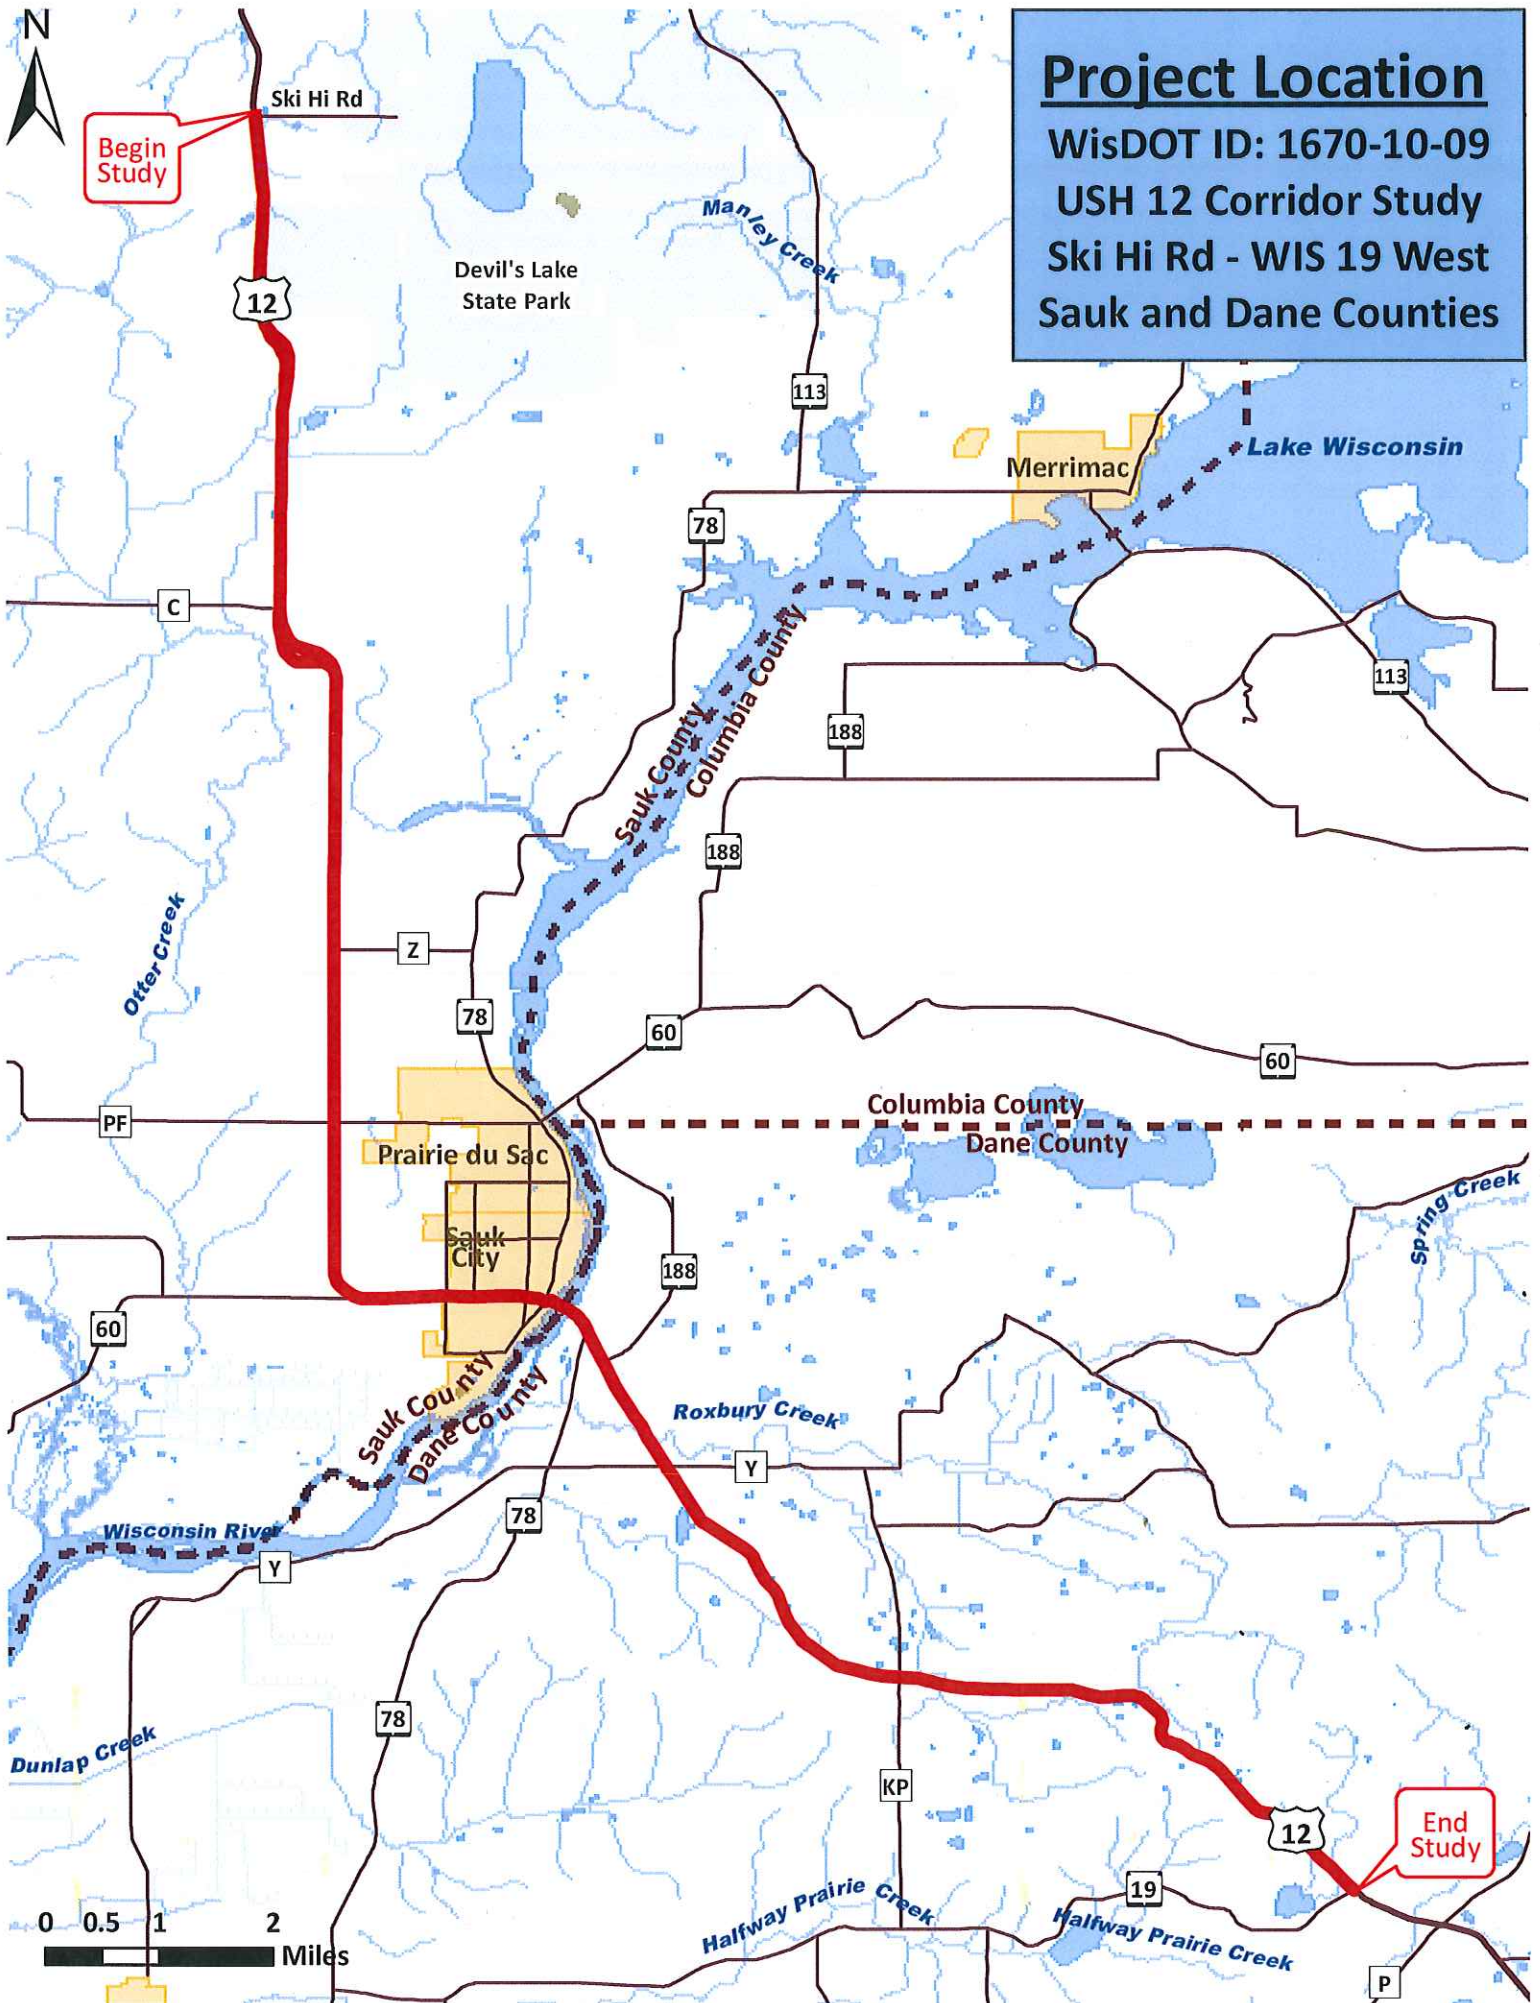 N
Project Location
WisDOT ID: 1670-10-09
USH 12 Corridor Study
Ski Hi Rd - WIS 19 West
Sauk and Dane Counties
Ski Hi Rd
Begin
Study
Manley Creek
Devil's Lake
State Park
12
113
Lake Wisconsin
Merrimac
78
C
Sauk County
Columbia County
113
188
188
Otter Creek
Z
78
60
60
PF
Columbia County
Dane County
Prairie du Sac
Spring Creek
Sauk
City
188
60
Sauk County
Dane County
Roxbury Creek
Y
78
Wisconsin River
Y
78
Dunlap Creek
KP
12
End
Study
19
Halfway Prairie Creek
Halfway Prairie Creek
0 0.5 1 2
Miles
P